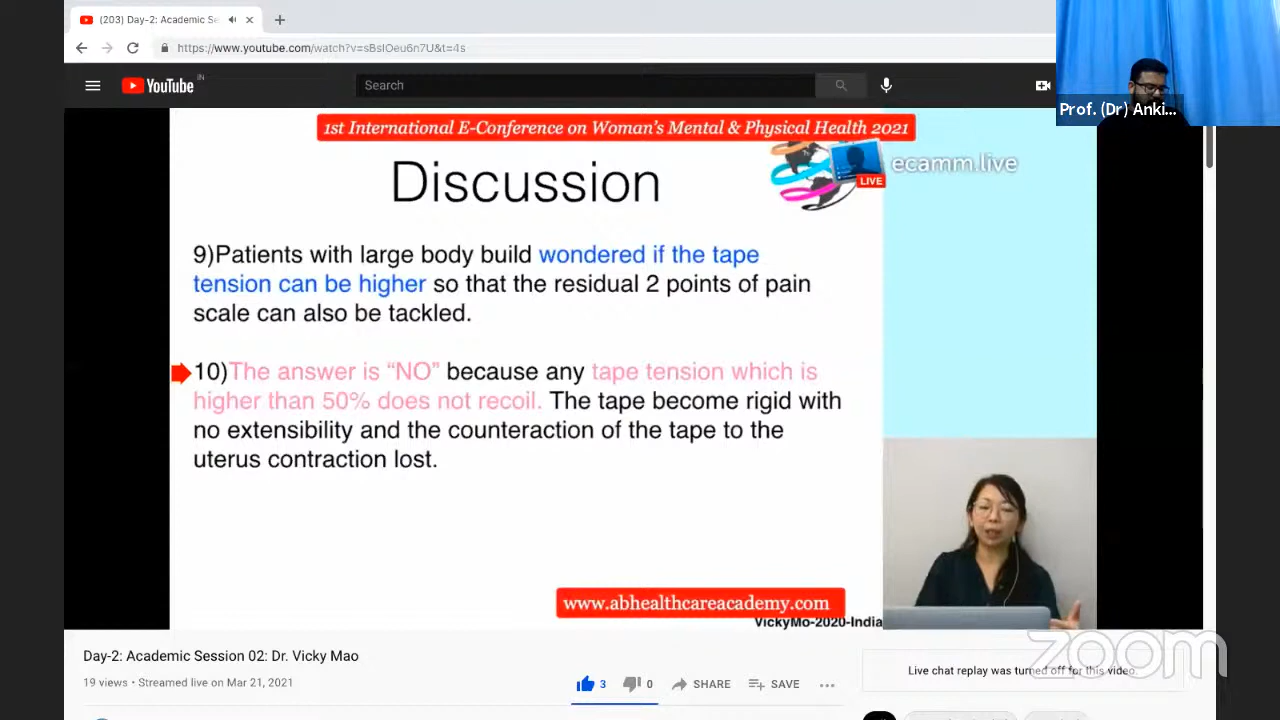 (203) Day-2: Academic Se
https://www.youtube.com/watch?v=sBsIOeu6n7U&t=4s
YouTube IN
Search
Prof. (Dr) Anki...
1st International E-Conference on Woman's Mental & Physical Health 2021
ecamm.live
LIVE
Discussion
9)Patients with large body build wondered if the tape
tension can be higher so that the residual 2 points of pain
scale can also be tackled.
10)The answer is “NO” because any tape tension which is
higher than 50% does not recoil. The tape become rigid with
no extensibility and the counteraction of the tape to the
uterus contraction lost.
www.abhealthcareacademy.com
VickyMo-2020-India
Day-2: Academic Session 02: Dr. Vicky Mao
19 views • Streamed live on Mar 21, 2021
3
0
SHARE
SAVE
Live chat replay was turned off for this video.
zoom